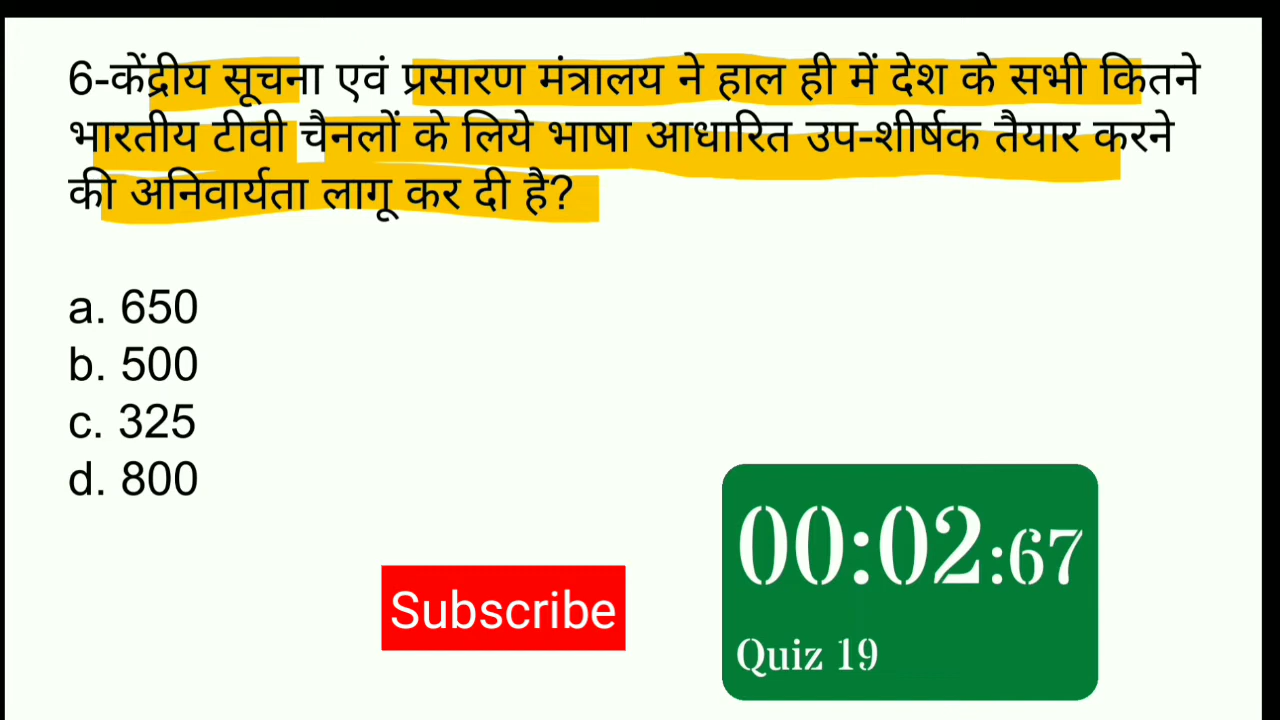 6-केंद्रीय सूचना एवं प्रसारण मंत्रालय ने हाल ही में देश के सभी कितने
भारतीय टीवी चैनलों के लिये भाषा आधारित उप-शीर्षक तैयार करने
की अनिवार्यता लागू कर दी है?
a. 650
b. 500
c. 325
d. 800
00:02:67
Subscribe
Quiz 19